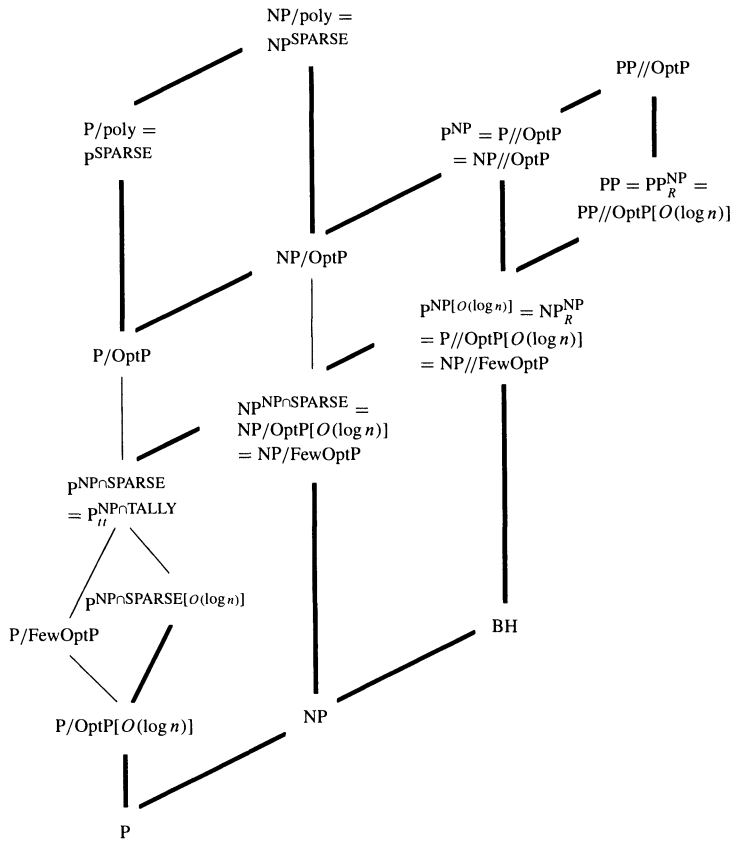 NP/poly =
NP^SPARSE
PP//OptP
P/poly =
P^SPARSE
P^NP = P//OptP
= NP//OptP
PP = PP_R^NP =
PP//OptP[O(log n)]
NP/OptP
P^NP[O(log n)] = NP_R^NP
= P//OptP[O(log n)]
= NP//FewOptP
P/OptP
NP^NP∩SPARSE =
NP/OptP[O(log n)]
= NP/FewOptP
P^NP∩SPARSE
= P_tt^NP∩TALLY
P^NP∩SPARSE[O(log n)]
P/FewOptP
BH
P/OptP[O(log n)]
NP
P